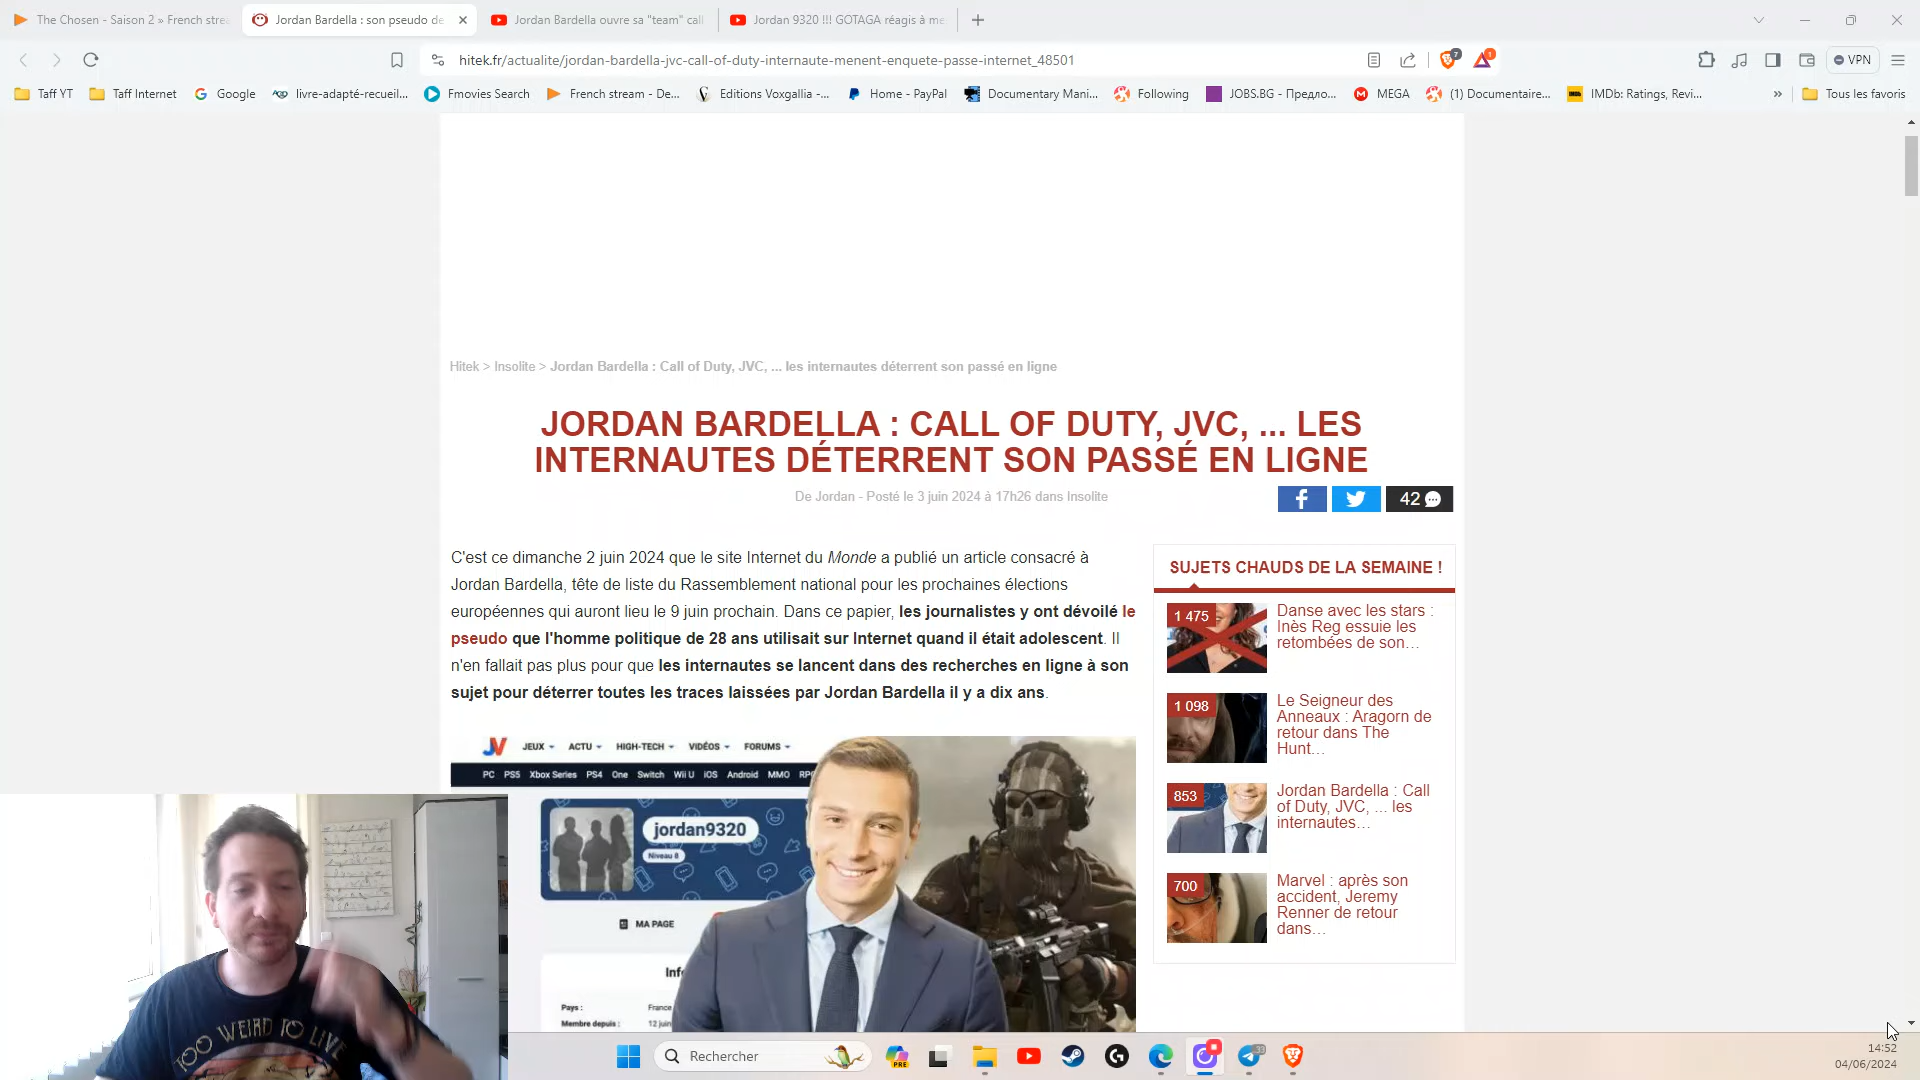 The Chosen - Saison 2 » French strea
Jordan Bardella : son pseudo de
Jordan Bardella ouvre sa "team" call
Jordan 9320 !!! GOTAGA réagis à me
hitek.fr/actualite/jordan-bardella-jvc-call-of-duty-internaute-menent-enquete-passe-internet_48501
7
1
VPN
Taff YT
Taff Internet
Google
livre-adapté-recueil...
Fmovies Search
French stream - De...
Editions Voxgallia -...
Home - PayPal
Documentary Mani...
Following
JOBS.BG - Предло...
MEGA
(1) Documentaire...
IMDb: Ratings, Revi...
»
Tous les favoris
Hitek > Insolite > Jordan Bardella : Call of Duty, JVC, ... les internautes déterrent son passé en ligne
JORDAN BARDELLA : CALL OF DUTY, JVC, ... LES
INTERNAUTES DÉTERRENT SON PASSÉ EN LIGNE
De Jordan - Posté le 3 juin 2024 à 17h26 dans Insolite
42
C'est ce dimanche 2 juin 2024 que le site Internet du Monde a publié un article consacré à
Jordan Bardella, tête de liste du Rassemblement national pour les prochaines élections
européennes qui auront lieu le 9 juin prochain. Dans ce papier, les journalistes y ont dévoilé le
pseudo que l'homme politique de 28 ans utilisait sur Internet quand il était adolescent. Il
n'en fallait pas plus pour que les internautes se lancent dans des recherches en ligne à son
sujet pour déterrer toutes les traces laissées par Jordan Bardella il y a dix ans.
SUJETS CHAUDS DE LA SEMAINE !
1 475
Danse avec les stars :
Inès Reg essuie les
retombées de son...
1 098
Le Seigneur des
Anneaux : Aragorn de
retour dans The
Hunt...
853
Jordan Bardella : Call
of Duty, JVC, ... les
internautes...
700
Marvel : après son
accident, Jeremy
Renner de retour
dans...
JV JEUX ACTU HIGH-TECH VIDÉOS FORUMS
PC PS5 Xbox Series PS4 One Switch Wii U iOS Android MMO RPG
jordan9320
Niveau 8
MA PAGE
Info
Pays : France
Membre depuis : 12 juin
TOO WEIRD TO LIVE
Rechercher
PRE
33
14:52
04/06/2024